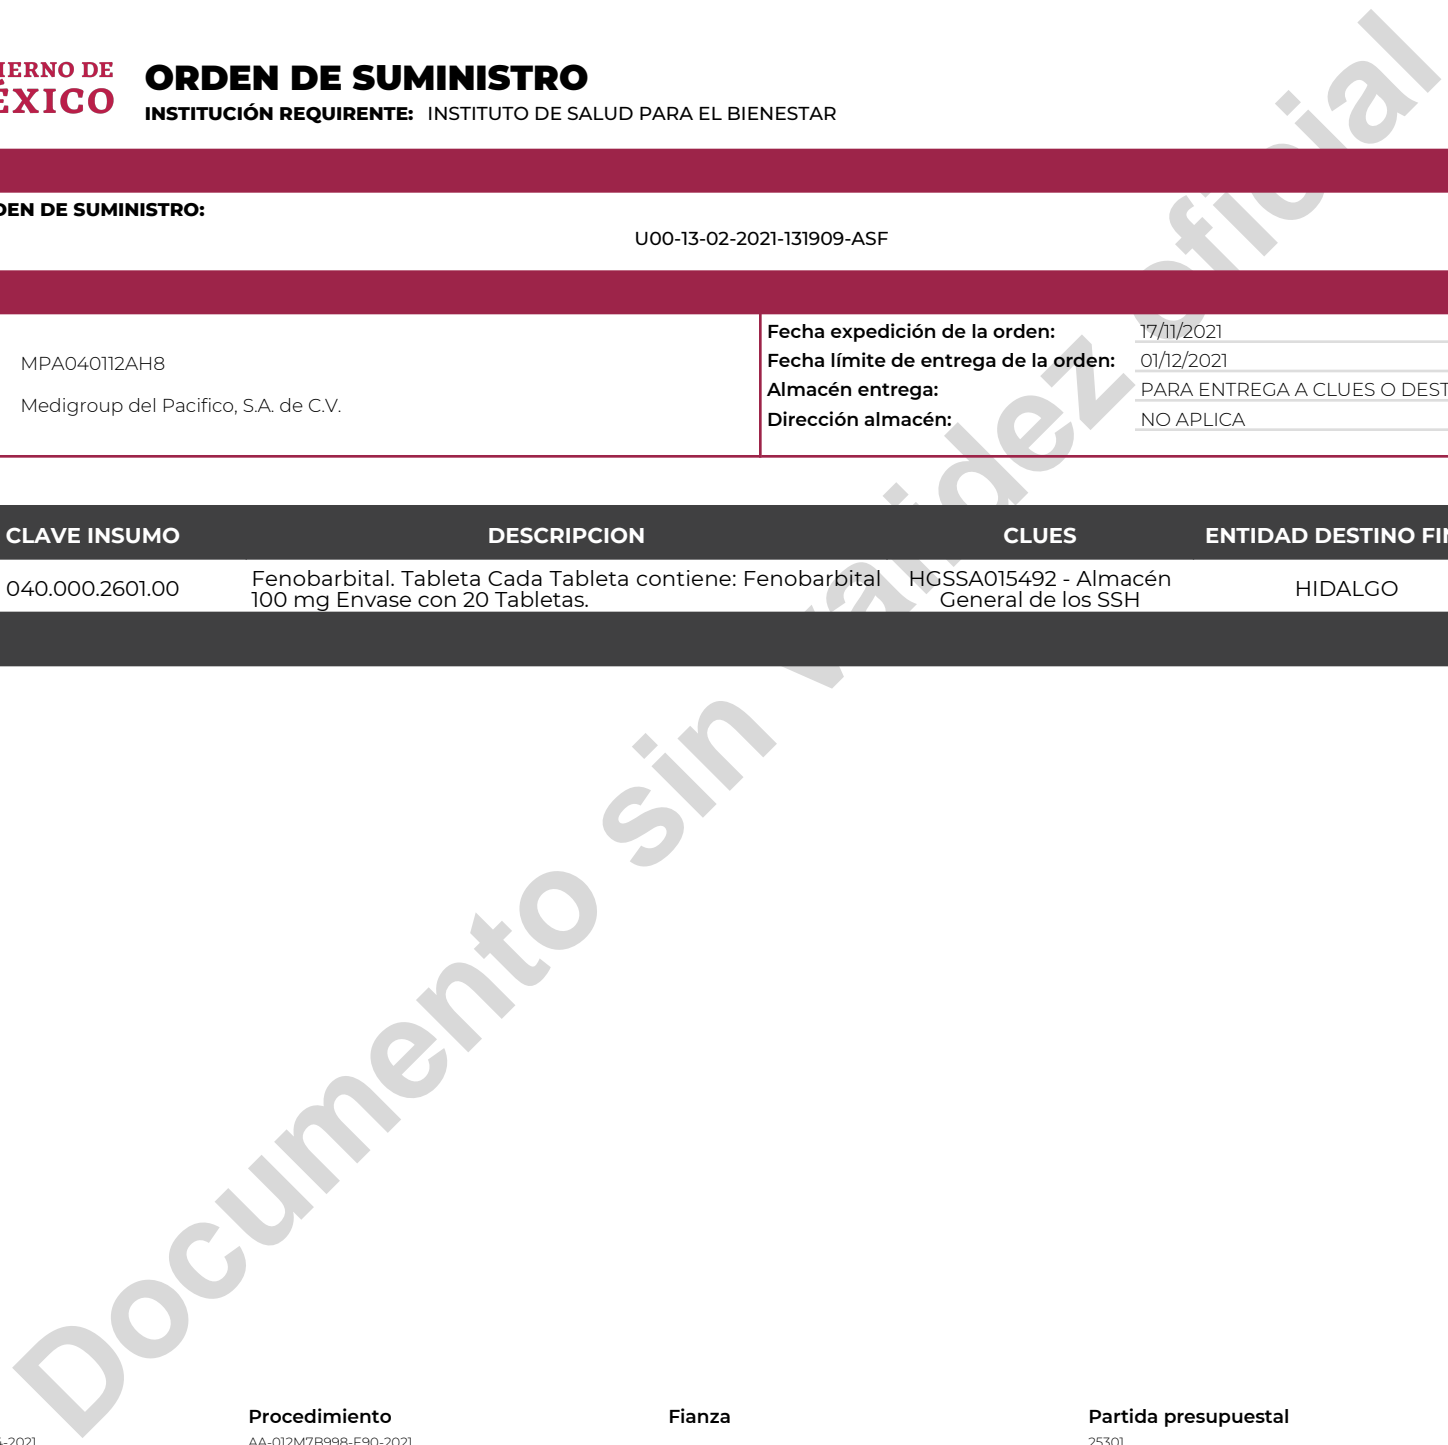 IERNO DE
ÉXICO
ORDEN DE SUMINISTRO
INSTITUCIÓN REQUIRENTE: INSTITUTO DE SALUD PARA EL BIENESTAR
DEN DE SUMINISTRO:
U00-13-02-2021-131909-ASF
MPA040112AH8
Medigroup del Pacifico, S.A. de C.V.
Fecha expedición de la orden: 17/11/2021
Fecha límite de entrega de la orden: 01/12/2021
Almacén entrega: PARA ENTREGA A CLUES O DEST
Dirección almacén: NO APLICA
CLAVE INSUMO DESCRIPCION CLUES ENTIDAD DESTINO FIN
040.000.2601.00 Fenobarbital. Tableta Cada Tableta contiene: Fenobarbital 100 mg Envase con 20 Tabletas. HGSSA015492 - Almacén General de los SSH HIDALGO
Documento sin validez oficial
Procedimiento Fianza Partida presupuestal
-2021 AA-012M7B998-E90-2021 25301